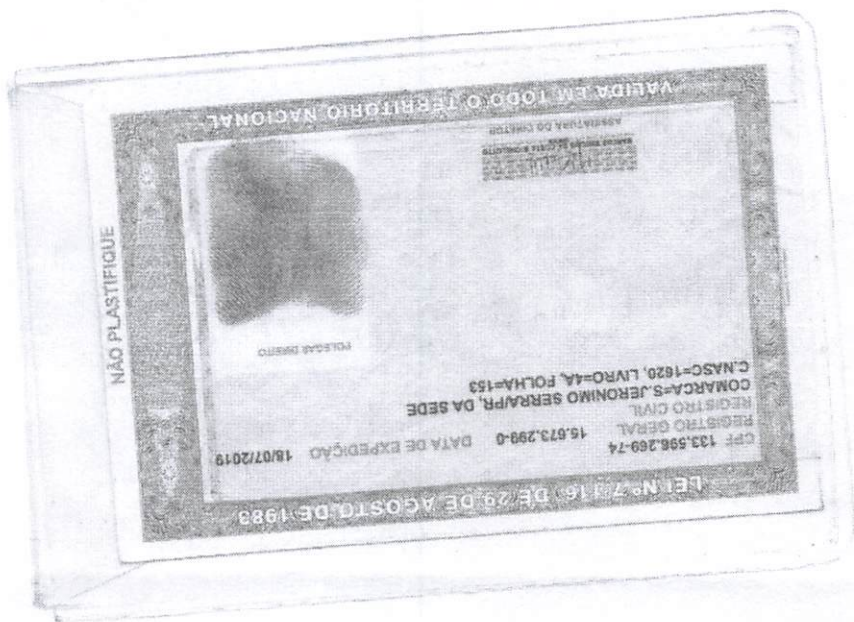 NÃO PLASTIFIQUE
VÁLIDA EM TODO O TERRITÓRIO NACIONAL
CPF 133.596.269-74
REGISTRO GERAL 15.673.299-0 DATA DE EXPEDIÇÃO 18/07/2019
REGISTRO CIVIL
COMARCA=S.JERONIMO SERRA/PR, DA SEDE
C.NASC=1620, LIVRO=4A, FOLHA=153
POLEGAR DIREITO
ASSINATURA DO DIRETOR
LEI Nº 7.116, DE 29 DE AGOSTO DE 1983